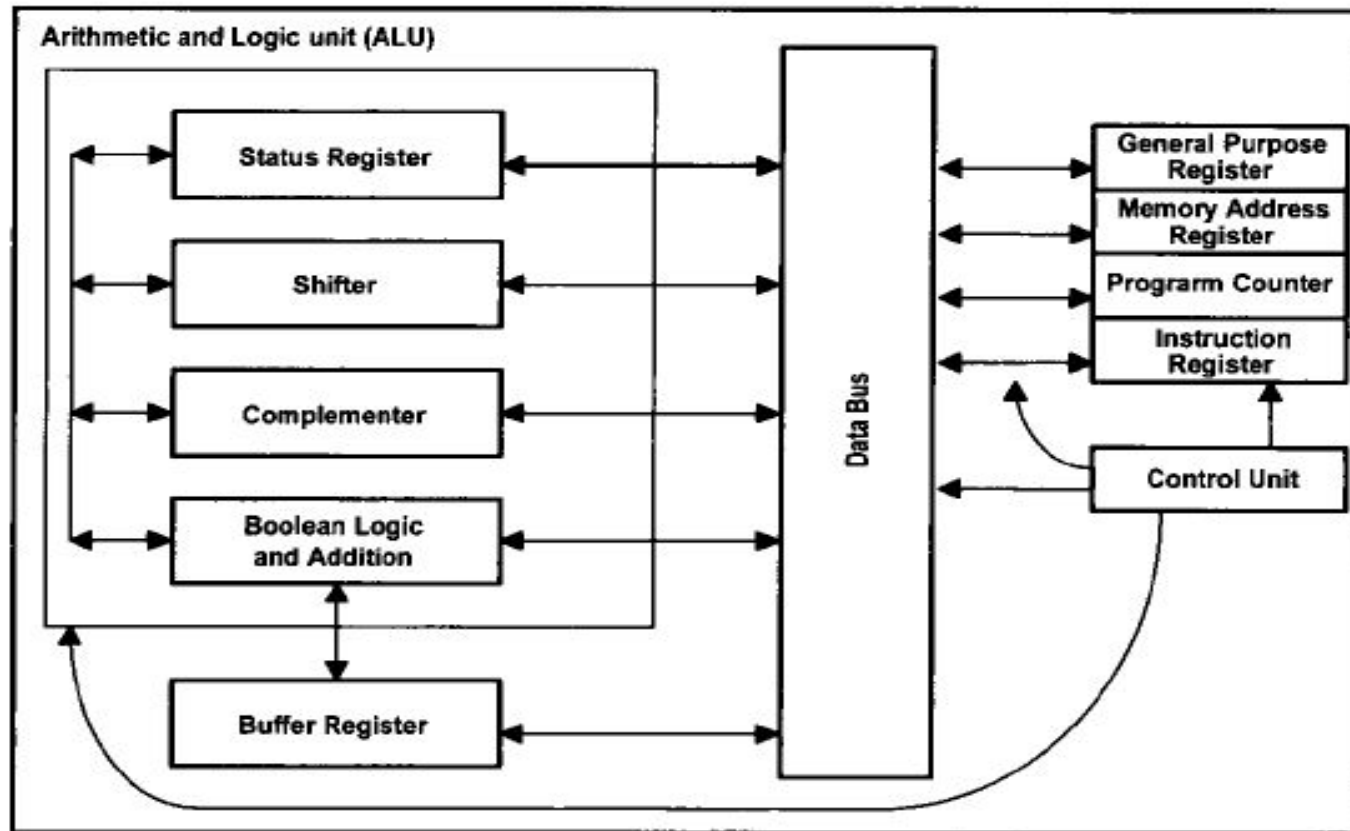 Arithmetic and Logic unit (ALU)
Status Register
Shifter
Complementer
Boolean Logic
and Addition
Buffer Register
Data Bus
General Purpose
Register
Memory Address
Register
Prograrm Counter
Instruction
Register
Control Unit